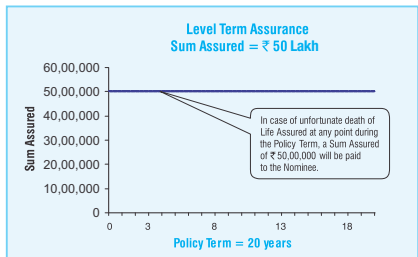 Level Term Assurance
Sum Assured = ₹ 50 Lakh
Sum Assured
60,00,000
50,00,000
40,00,000
30,00,000
20,00,000
10,00,000
0
In case of unfortunate death of
Life Assured at any point during
the Policy Term, a Sum Assured
of ₹ 50,00,000 will be paid
to the Nominee.
0 3 8 13 18
Policy Term = 20 years